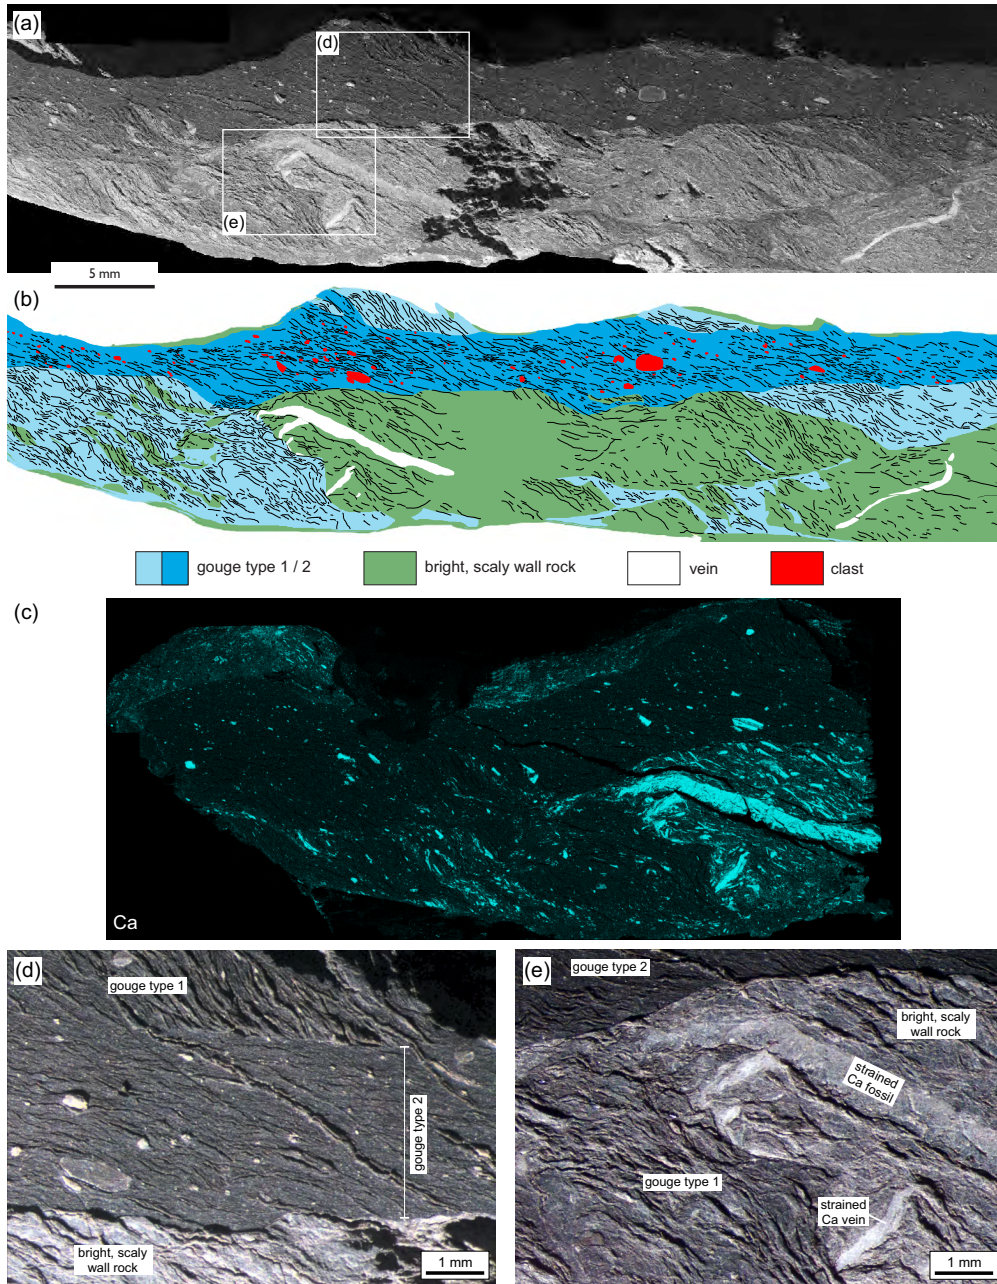 (a)
(d)
(e)
5 mm
(b)
gouge type 1 / 2
bright, scaly wall rock
vein
clast
(c)
Ca
(d)
gouge type 1
gouge type 2
bright, scaly
wall rock
1 mm
(e)
gouge type 2
bright, scaly
wall rock
strained
Ca fossil
gouge type 1
strained
Ca vein
1 mm